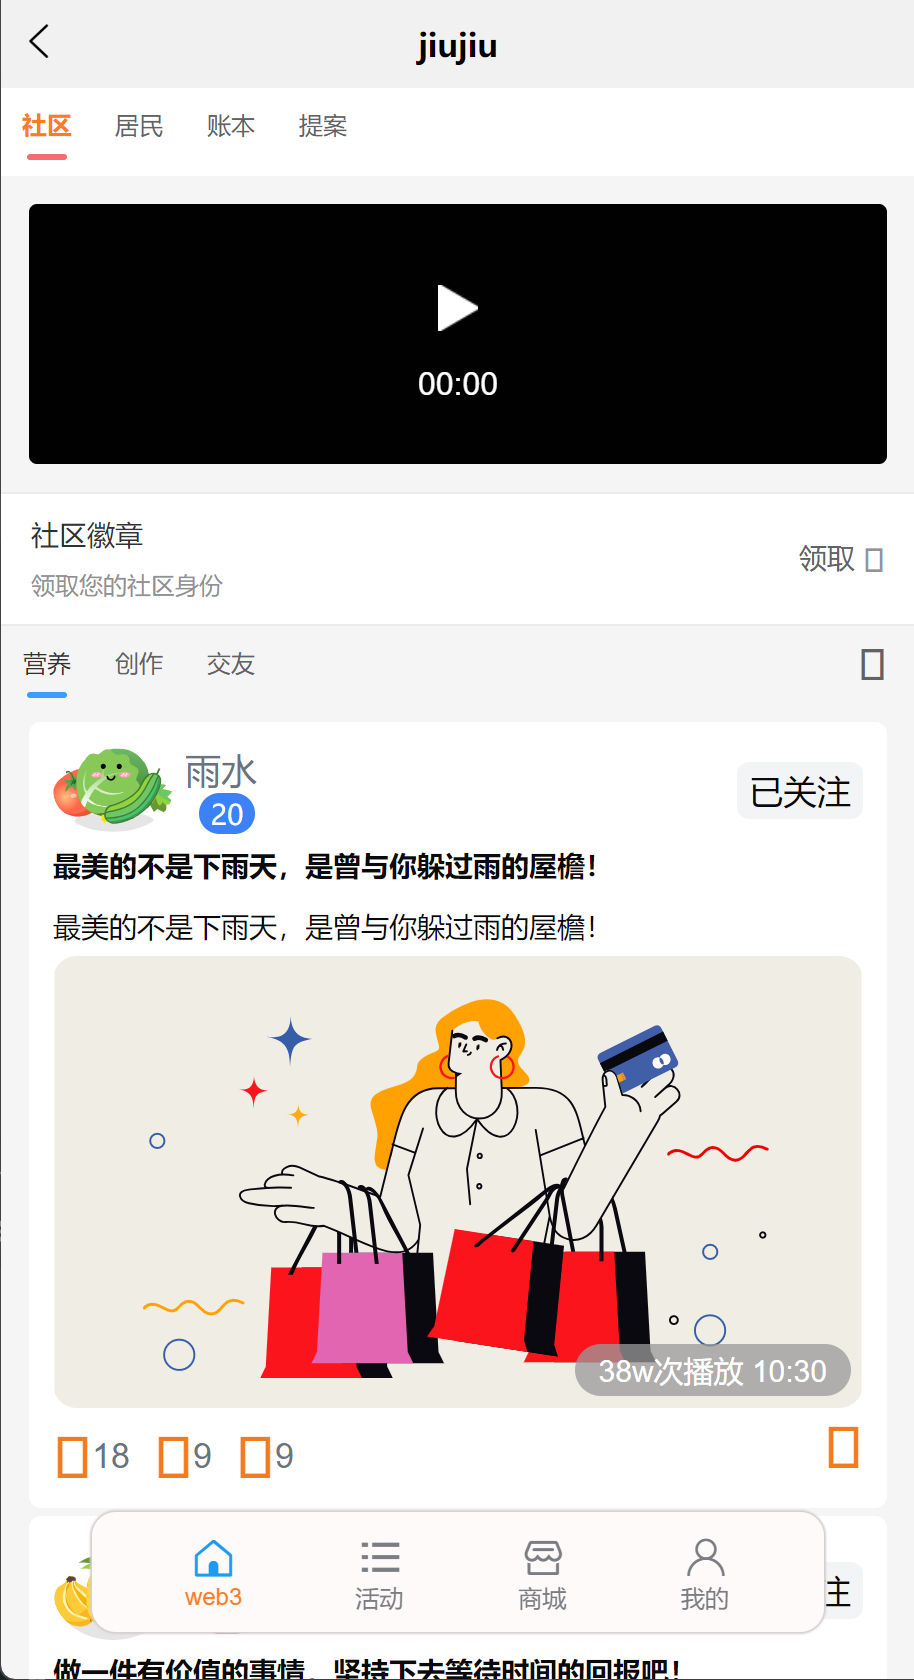 jiujiu
社区 居民 账本 提案
00:00
社区徽章
领取您的社区身份
领取
营养 创作 交友
雨水
20
已关注
最美的不是下雨天，是曾与你躲过雨的屋檐！
最美的不是下雨天，是曾与你躲过雨的屋檐！
38w次播放 10:30
18 9 9
主
web3 活动 商城 我的
做一件有价值的事情，坚持下去等待时间的回报吧！